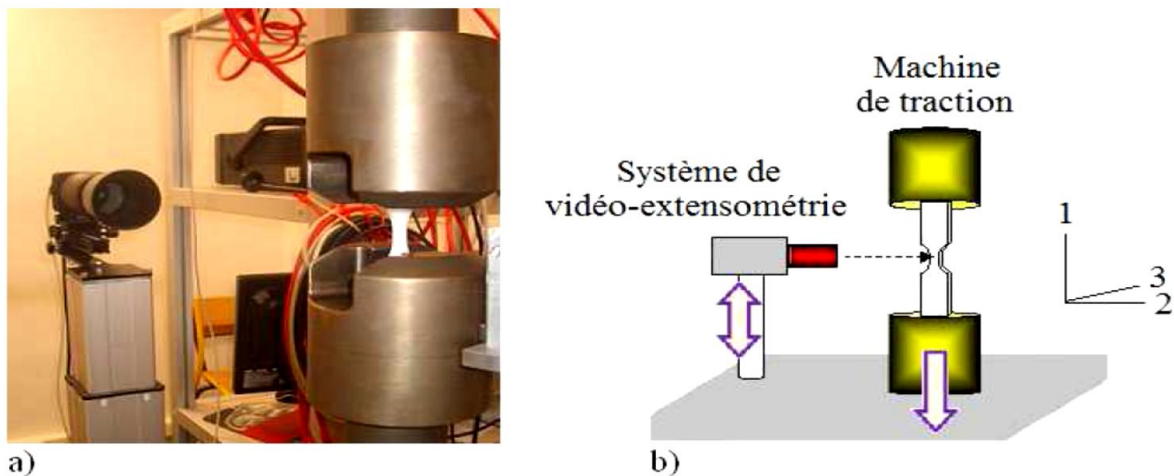 Machine
de traction
Système de
vidéo-extensométrie
1
3
2
a)
b)